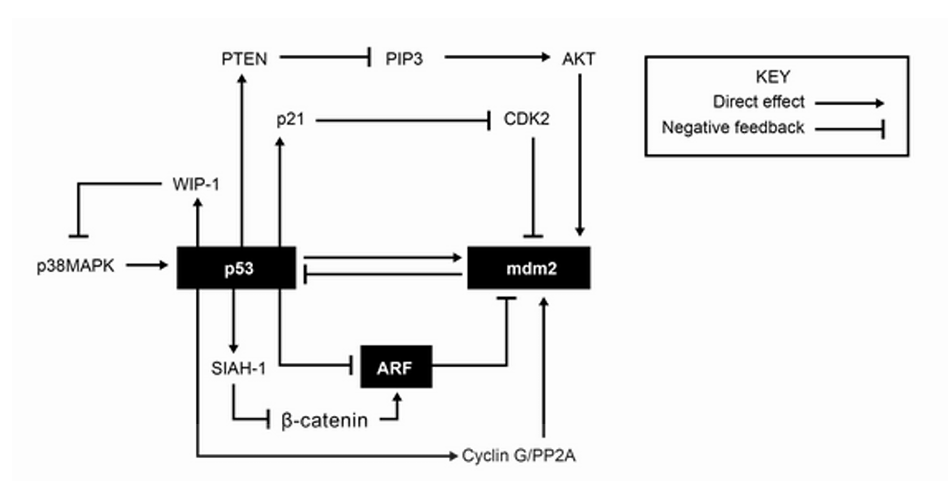 PTEN
PIP3
AKT
KEY
Direct effect
Negative feedback
p21
CDK2
WIP-1
p38MAPK
p53
mdm2
SIAH-1
ARF
β-catenin
Cyclin G/PP2A